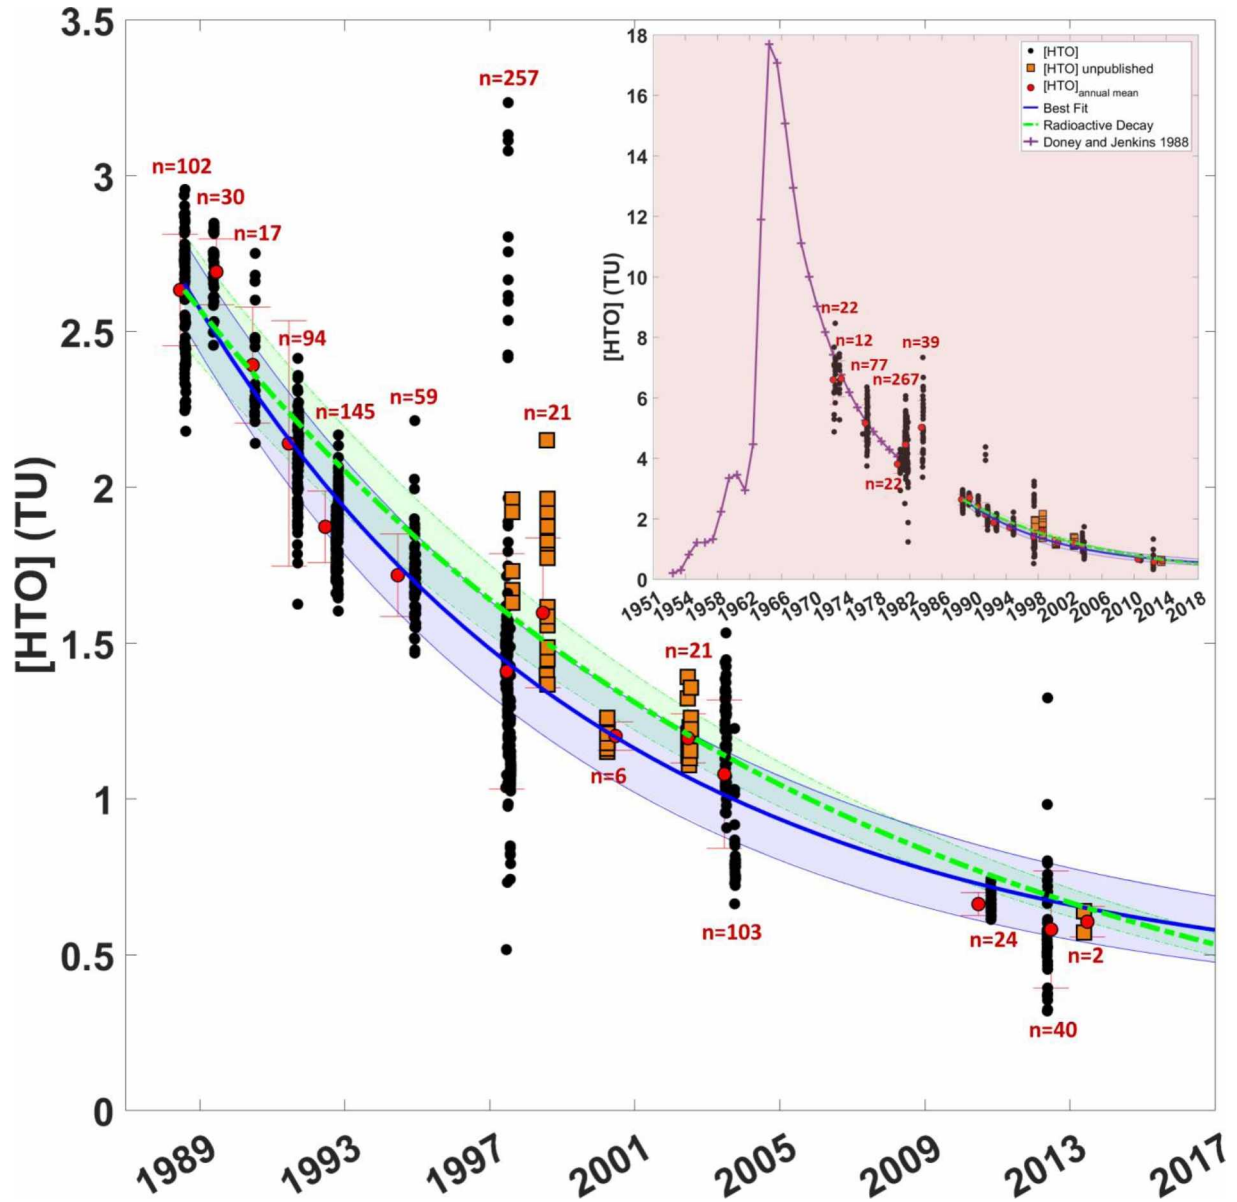 3.5
3
2.5
2
1.5
1
0.5
0
[HTO] (TU)
1989
1993
1997
2001
2005
2009
2013
2017
n=102
n=30
n=17
n=94
n=145
n=59
n=257
n=21
n=6
n=21
n=103
n=24
n=40
n=2
18
16
14
12
10
8
6
4
2
0
[HTO] (TU)
1951
1954
1958
1962
1966
1970
1974
1978
1982
1986
1990
1994
1998
2002
2006
2010
2014
2018
n=22
n=12
n=77
n=267
n=39
n=22
[HTO]
[HTO] unpublished
[HTO]annual mean
Best Fit
Radioactive Decay
Doney and Jenkins 1988